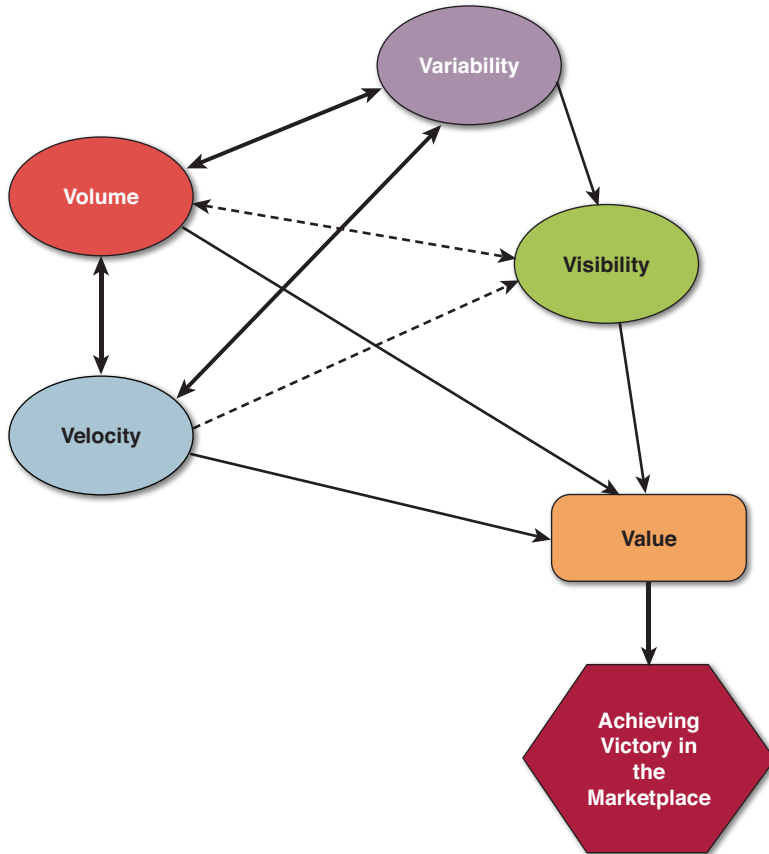 Variability
Volume
Visibility
Velocity
Value
Achieving
Victory in
the
Marketplace